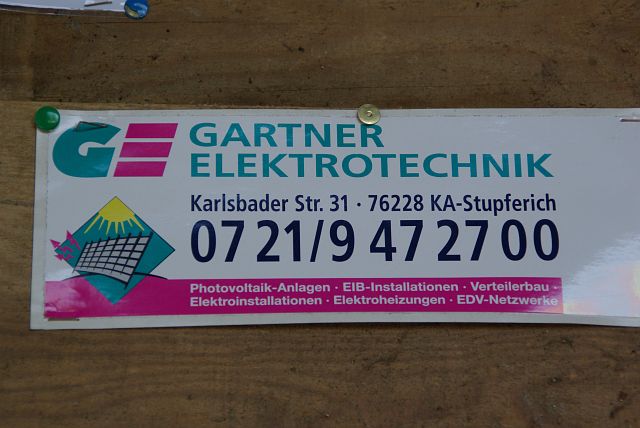 GE GARTNER
ELEKTROTECHNIK
Karlsbader Str. 31 · 76228 KA-Stupferich
07 21/9 47 27 00
Photovoltaik-Anlagen · EIB-Installationen · Verteilerbau ·
Elektroinstallationen · Elektroheizungen · EDV-Netzwerke